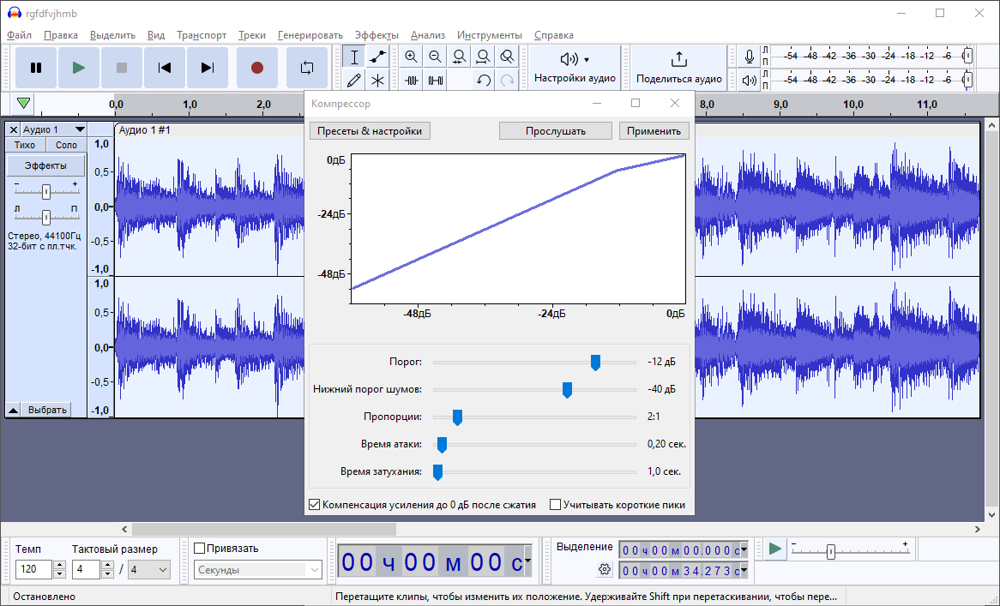 rgfdfvjhmb
Файл Правка Выделить Вид Транспорт Треки Генерировать Эффекты Анализ Инструменты Справка
Настройки аудио
Поделиться аудио
Л
П
-54 -48 -42 -36 -30 -24 -18 -12 -6 0
Л
П
-54 -48 -42 -36 -30 -24 -18 -12 -6 0
0,0 1,0 2,0 8,0 9,0 10,0 11,0
Аудио 1
Тихо Соло
Эффекты
- +
Л П
Стерео, 44100Гц
32-бит с пл.тчк.
Выбрать
1,0
0,5
0,0
-0,5
-1,0
1,0
0,5
0,0
-0,5
-1,0
Аудио 1 #1
Компрессор
Пресеты & настройки Прослушать Применить
0дБ
-24дБ
-48дБ
-48дБ -24дБ 0дБ
Порог: -12 дБ
Нижний порог шумов: -40 дБ
Пропорции: 2:1
Время атаки: 0,20 сек.
Время затухания: 1,0 сек.
Компенсация усиления до 0 дБ после сжатия Учитывать короткие пики
Темп
120
Тактовый размер
4 / 4
Привязать
Секунды
00 ч 00 м 00 с
Выделение
00 ч 00 м 00.000 с
00 ч 00 м 34.273 с
- +
Остановлено
Перетащите клипы, чтобы изменить их положение. Удерживайте Shift при перетаскивании, чтобы пере...